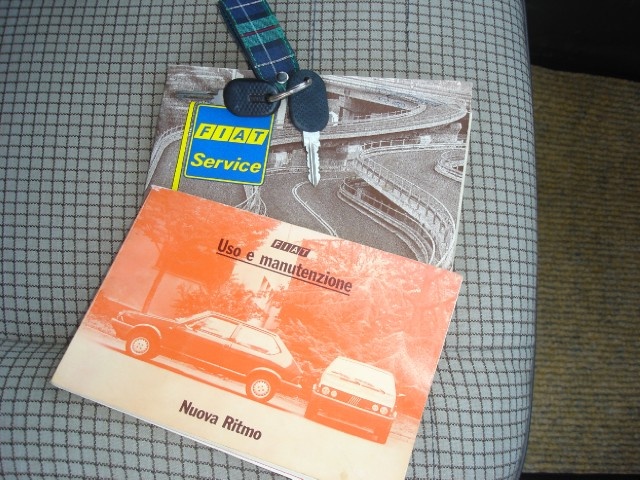 FIAT
Service
FIAT
Uso e manutenzione
Nuova Ritmo